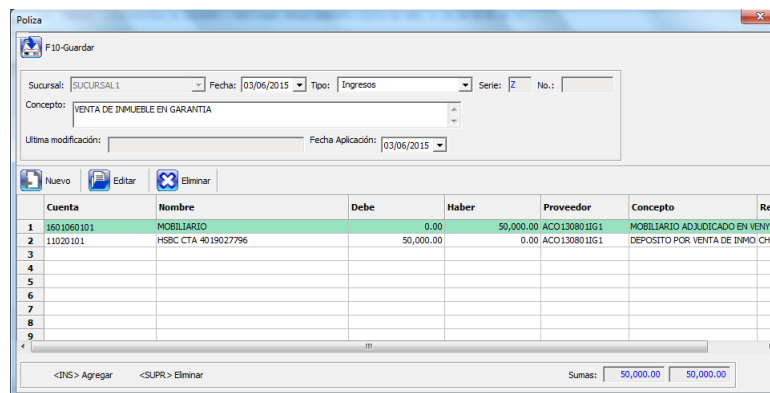 Poliza
F10-Guardar
Sucursal: SUCURSAL1 Fecha: 03/06/2015 Tipo: Ingresos Serie: Z No.:
Concepto: VENTA DE INMUEBLE EN GARANTIA
Ultima modificación: Fecha Aplicación: 03/06/2015
Nuevo Editar Eliminar
Cuenta Nombre Debe Haber Proveedor Concepto Re
1 1601060101 MOBILIARIO 0.00 50,000.00 ACO130801IG1 MOBILIARIO ADJUDICADO EN VENY
2 11020101 HSBC CTA 4019027796 50,000.00 0.00 ACO130801IG1 DEPOSITO POR VENTA DE INMO CH
3
4
5
6
7
8
9
<INS> Agregar <SUPR> Eliminar Sumas: 50,000.00 50,000.00